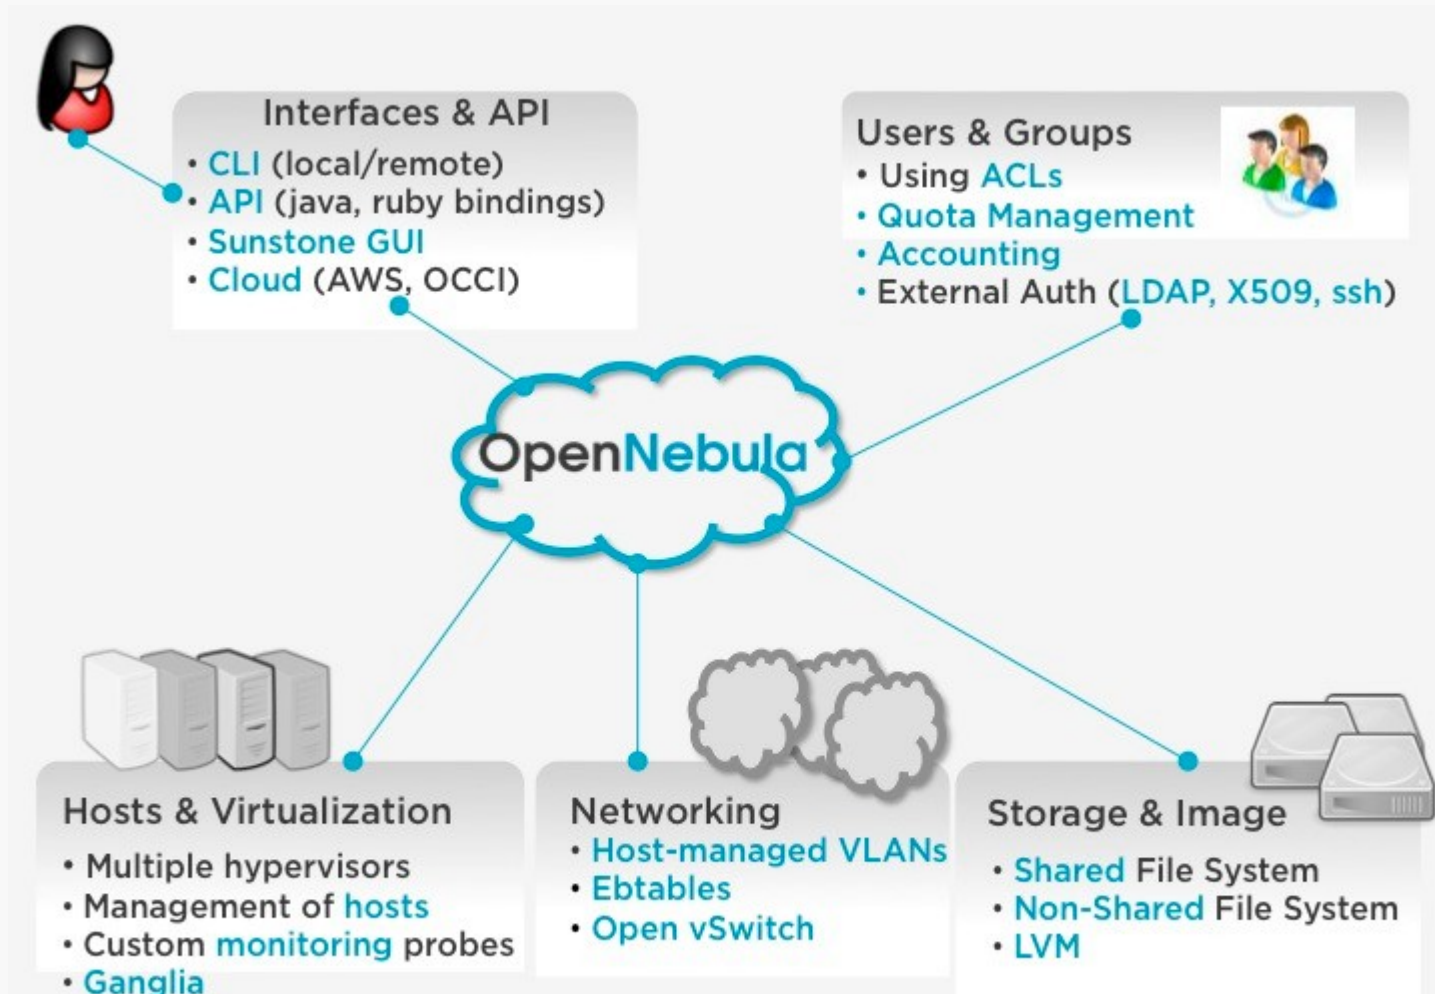 Interfaces & API
• CLI (local/remote)
• API (java, ruby bindings)
• Sunstone GUI
• Cloud (AWS, OCCI)
Users & Groups
• Using ACLs
• Quota Management
• Accounting
• External Auth (LDAP, X509, ssh)
OpenNebula
Hosts & Virtualization
• Multiple hypervisors
• Management of hosts
• Custom monitoring probes
• Ganglia
Networking
• Host-managed VLANs
• Ebtables
• Open vSwitch
Storage & Image
• Shared File System
• Non-Shared File System
• LVM